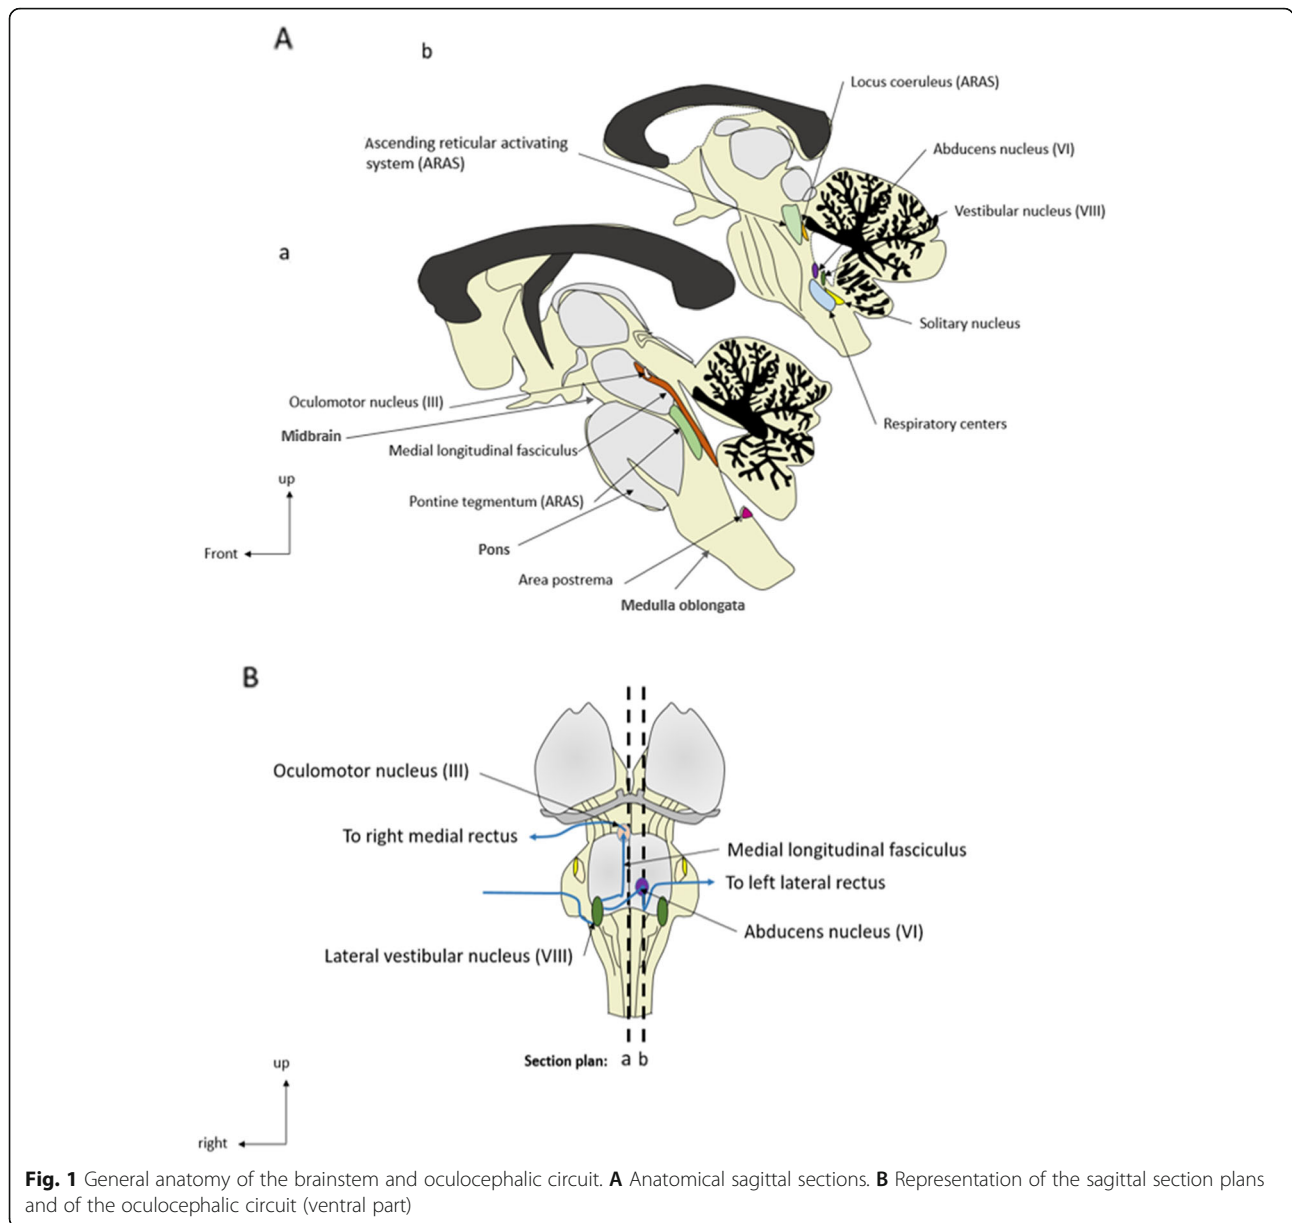 A
b
Locus coeruleus (ARAS)
Ascending reticular activating
system (ARAS)
Abducens nucleus (VI)
Vestibular nucleus (VIII)
a
Solitary nucleus
Oculomotor nucleus (III)
Respiratory centers
Midbrain
Medial longitudinal fasciculus
up
Pontine tegmentum (ARAS)
Front
Pons
Area postrema
Medulla oblongata
B
Oculomotor nucleus (III)
To right medial rectus
Medial longitudinal fasciculus
To left lateral rectus
Abducens nucleus (VI)
Lateral vestibular nucleus (VIII)
Section plan: a b
up
right
Fig. 1 General anatomy of the brainstem and oculocephalic circuit. A Anatomical sagittal sections. B Representation of the sagittal section plans
and of the oculocephalic circuit (ventral part)